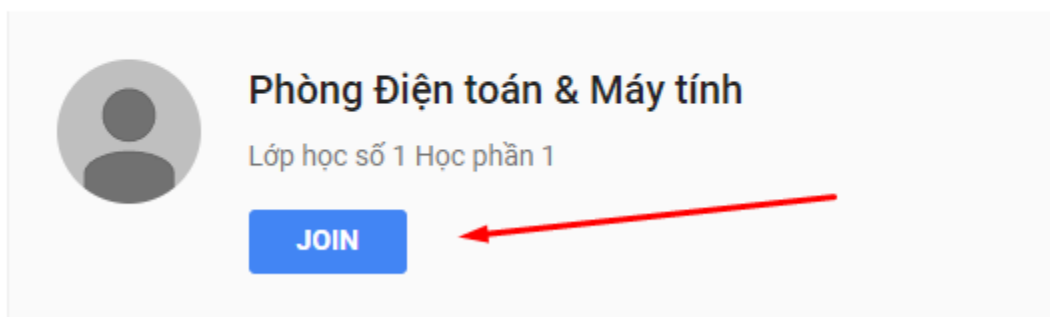 Phòng Điện toán & Máy tính
Lớp học số 1 Học phần 1
JOIN